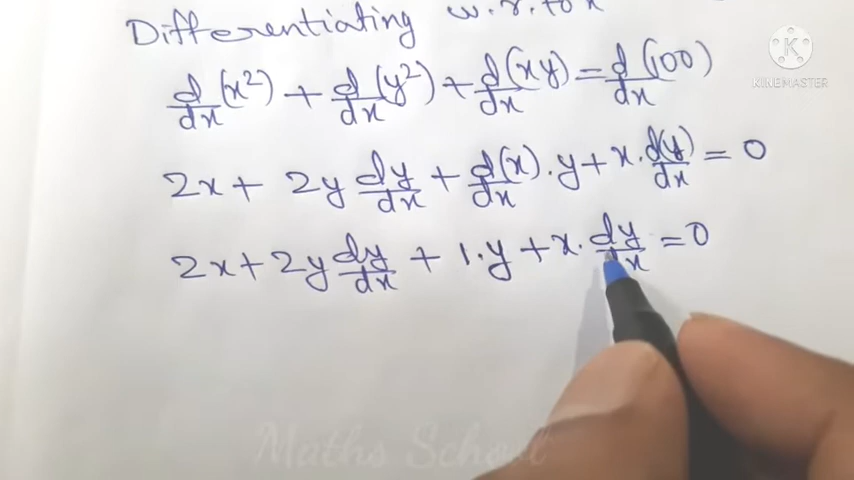 Differentiating w.r.to x
d/dx(x²) + d/dx(y²) + d/dx(xy) = d/dx(100)
2x + 2y dy/dx + d/dx(x).y + x.d(y)/dx = 0
2x + 2y dy/dx + 1.y + x.dy/dx = 0
K
KINEMASTER
Maths School